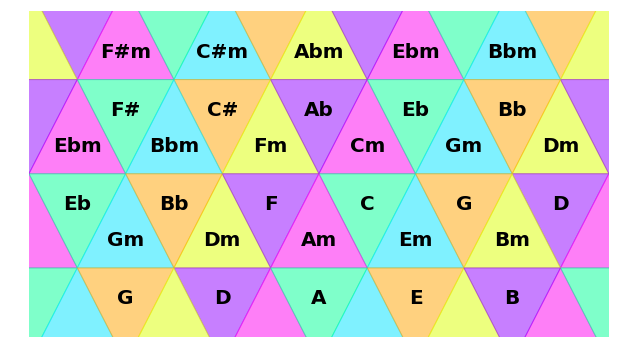 F#m C#m Abm Ebm Bbm
F# C# Ab Eb Bb
Ebm Bbm Fm Cm Gm Dm
Eb Bb F C G D
Gm Dm Am Em Bm
G D A E B